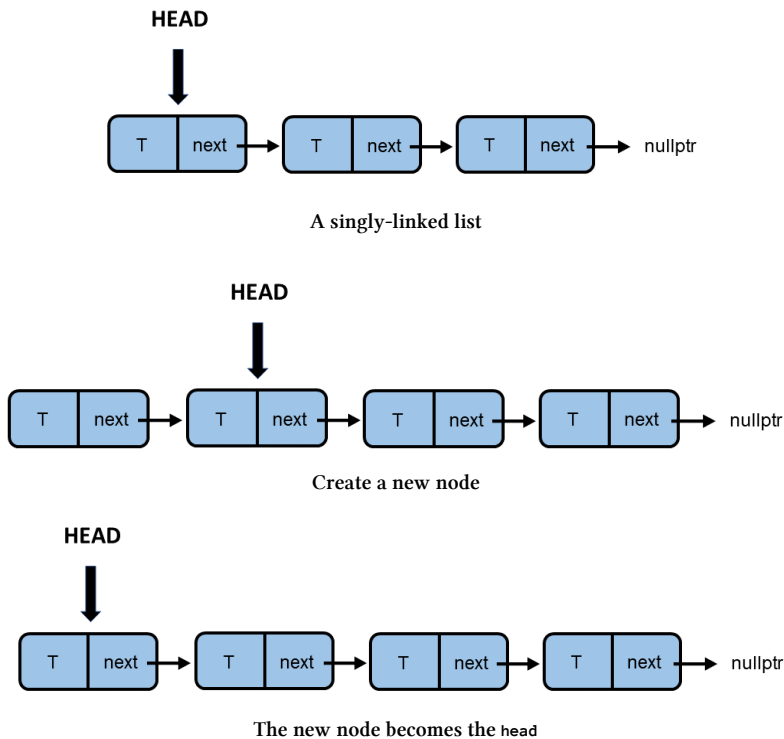 HEAD
T next T next T next nullptr
A singly-linked list
HEAD
T next T next T next T next nullptr
Create a new node
HEAD
T next T next T next T next nullptr
The new node becomes the head